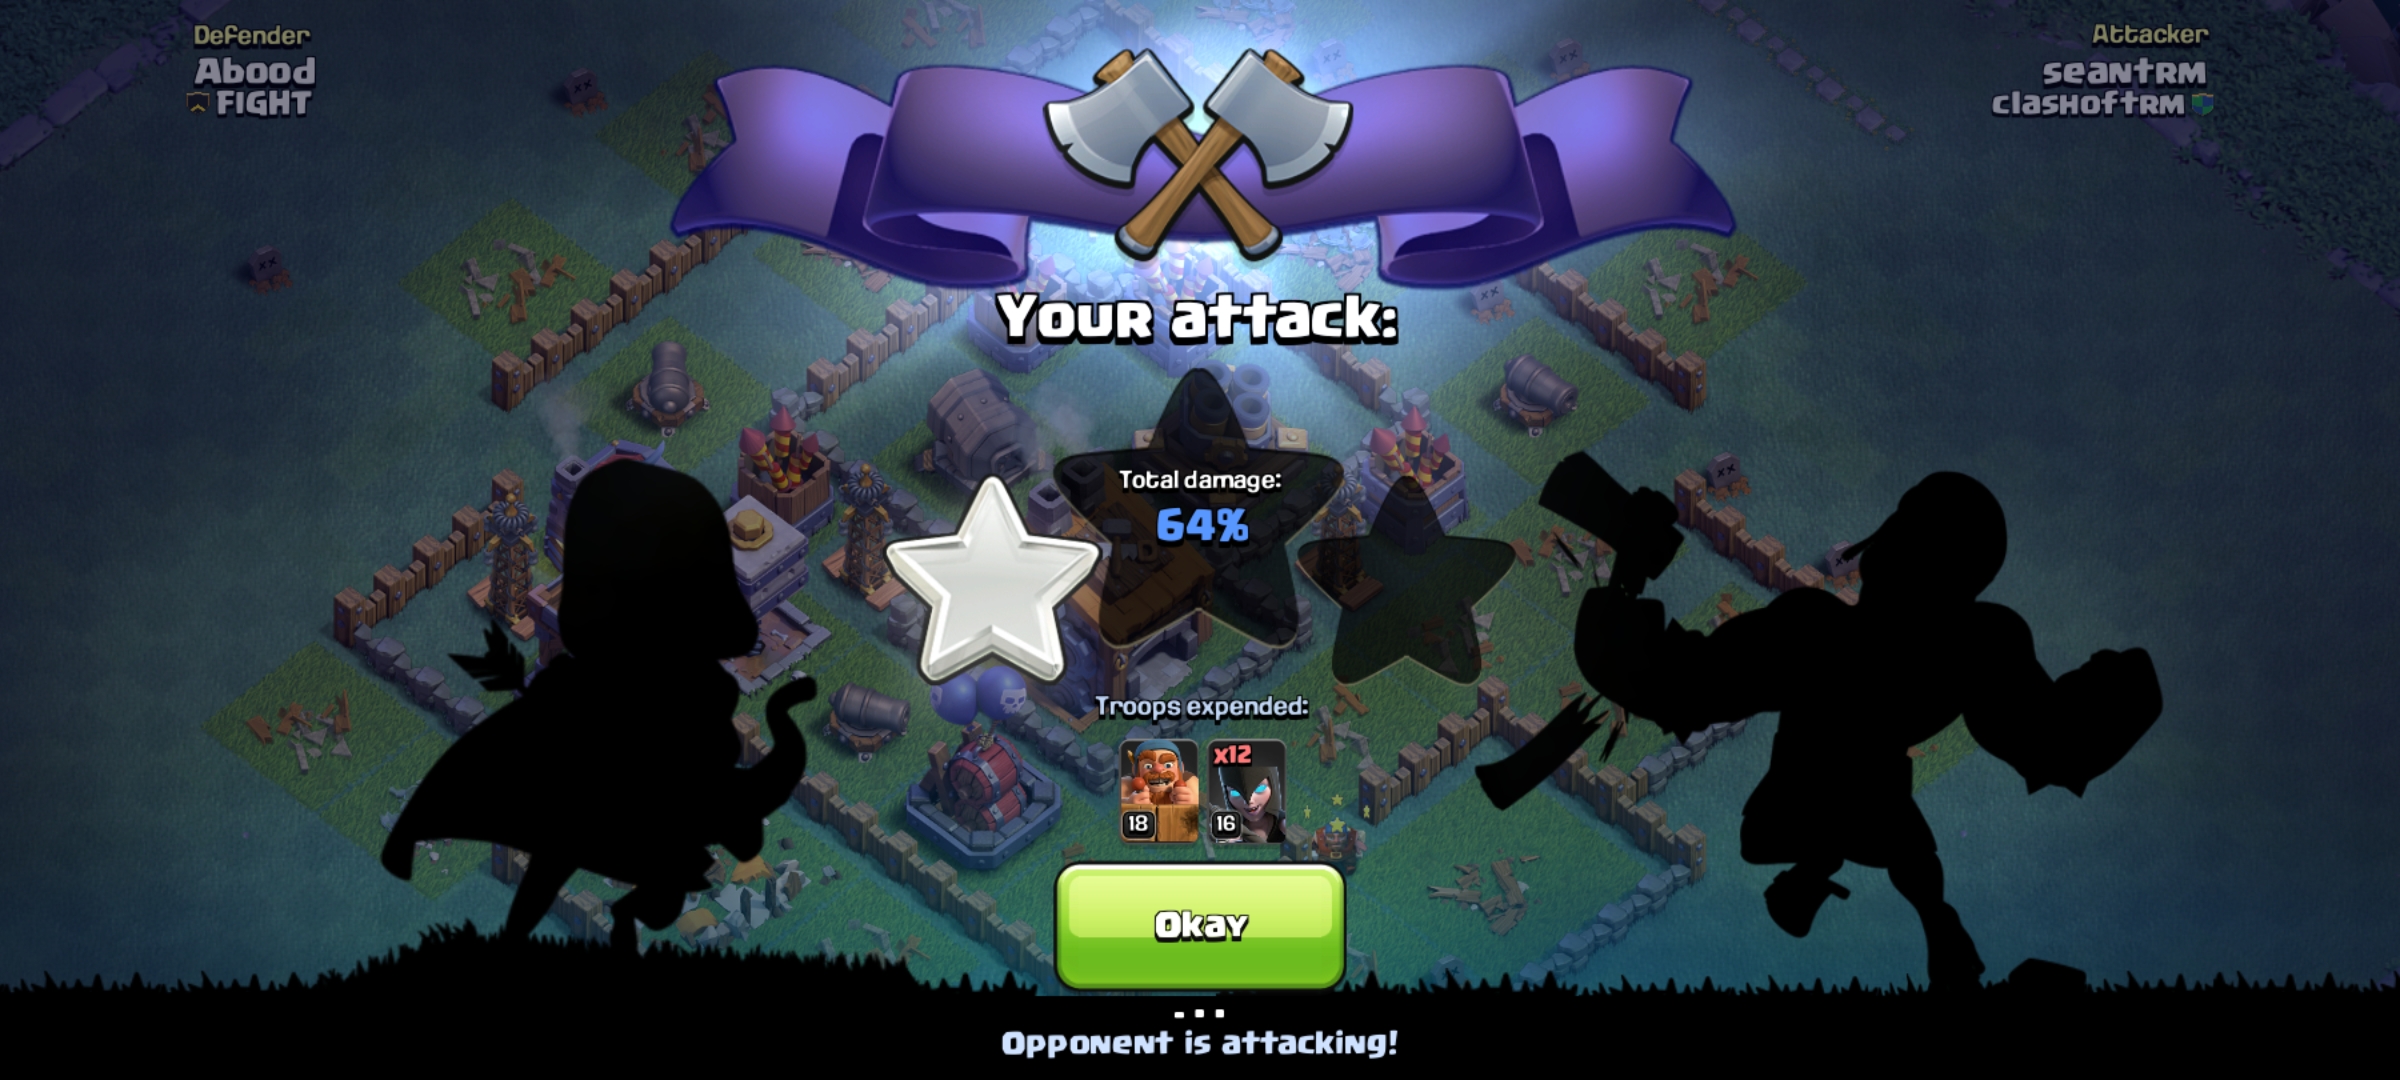 Defender
Abood
FIGHT
Attacker
seantRM
clashoftRM
Your attack:
Total damage:
64%
Troops expended:
x12
18
16
Okay
...
Opponent is attacking!